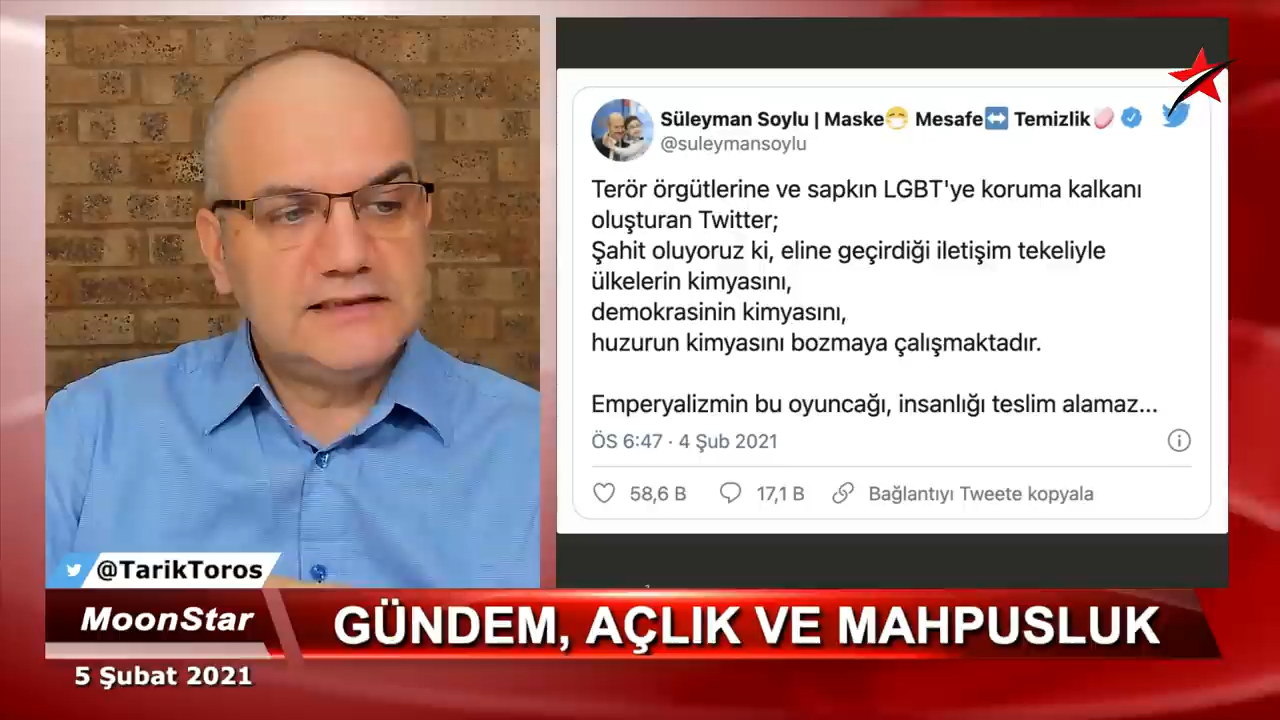 Süleyman Soylu | Maske😷 Mesafe↔️ Temizlik🧼
@suleymansoylu
Terör örgütlerine ve sapkın LGBT'ye koruma kalkanı
oluşturan Twitter;
Şahit oluyoruz ki, eline geçirdiği iletişim tekeliyle
ülkelerin kimyasını,
demokrasinin kimyasını,
huzurun kimyasını bozmaya çalışmaktadır.
Emperyalizmin bu oyuncağı, insanlığı teslim alamaz...
ÖS 6:47 · 4 Şub 2021
58,6 B 17,1 B Bağlantıyı Tweete kopyala
@TarikToros
MoonStar
GÜNDEM, AÇLIK VE MAHPUSLUK
5 Şubat 2021